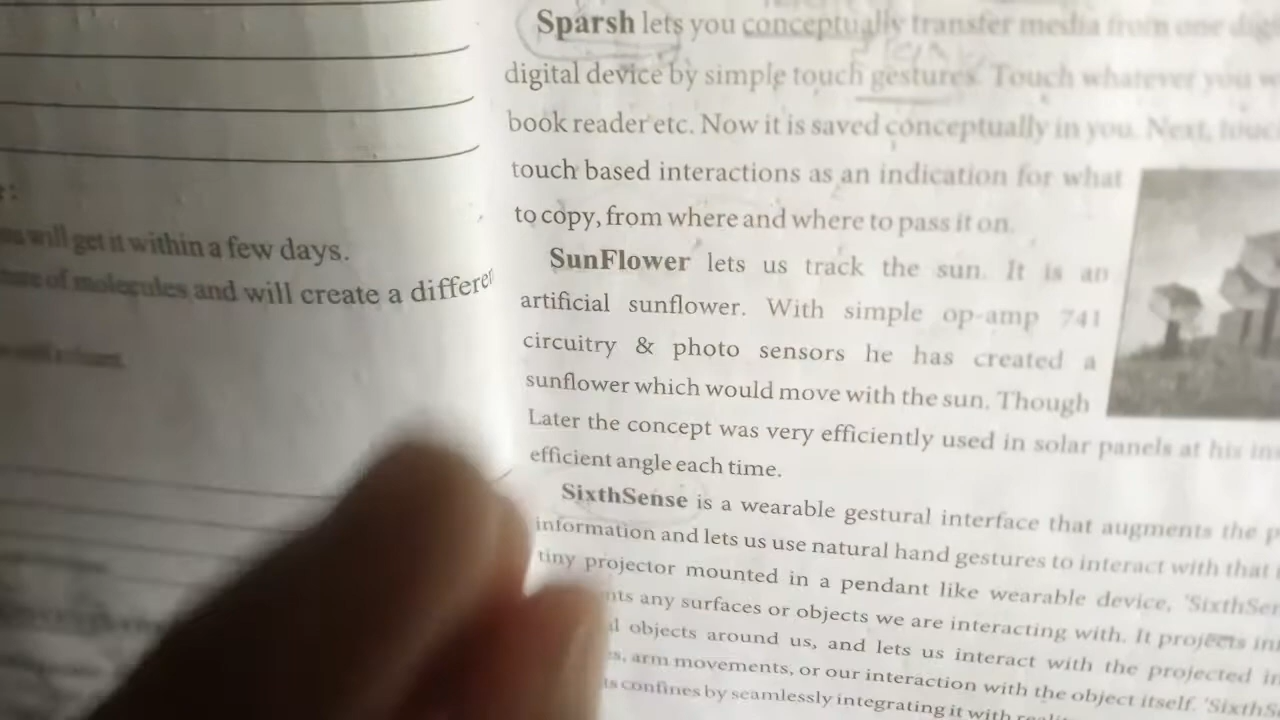 will get it within a few days.
of molecules and will create a differen
Sparsh lets you conceptually transfer media from one
digital device by simple touch gestures. Touch whatever you
book reader etc. Now it is saved conceptually in you. Next,
touch based interactions as an indication for what
to copy, from where and where to pass it on.
SunFlower lets us track the sun. It is an
artificial sunflower. With simple op-amp 741
circuitry & photo sensors he has created a
sunflower which would move with the sun. Though
Later the concept was very efficiently used in solar panels at his
efficient angle each time.
SixthSense is a wearable gestural interface that augments the
information and lets us use natural hand gestures to interact with that
tiny projector mounted in a pendant like wearable device, 'SixthSen
any surfaces or objects we are interacting with. It projects
objects around us, and lets us interact with the projected
arm movements, or our interaction with the object itself.
confines by seamlessly integrating it with